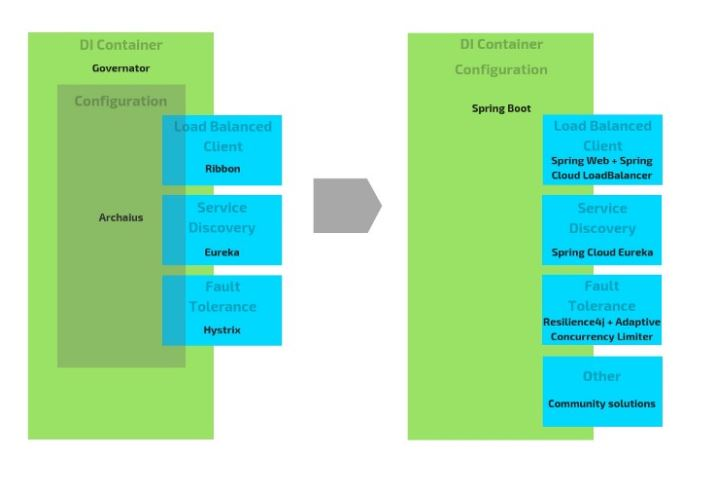 DI Container
Governator
Configuration
Archaius
Load Balanced
Client
Ribbon
Service
Discovery
Eureka
Fault
Tolerance
Hystrix
DI Container
Configuration
Spring Boot
Load Balanced
Client
Spring Web + Spring
Cloud LoadBalancer
Service
Discovery
Spring Cloud Eureka
Fault
Tolerance
Resilience4j + Adaptive
Concurrency Limiter
Other
Community solutions